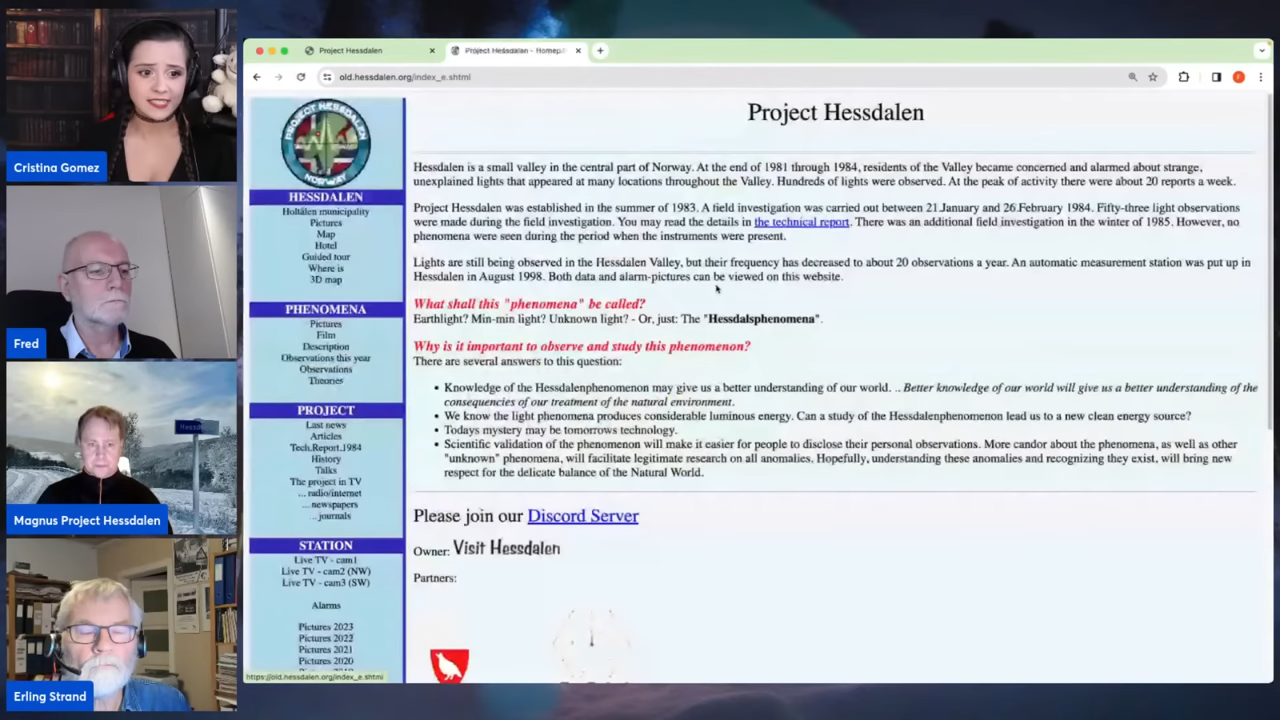 Cristina Gomez
Fred
Hessd
Magnus Project Hessdalen
Erling Strand
Project Hessdalen
Project Hessdalen - Homep
old.hessdalen.org/index_e.shtml
PROJECT HESSDALEN
NORWAY
HESSDALEN
Holtålen municipality
Pictures
Map
Hotel
Guided tour
Where is
3D map
PHENOMENA
Pictures
Film
Description
Observations this year
Observations
Theories
PROJECT
Last news
Articles
Tech.Report.1984
History
Talks
The project in TV
... radio/internet
... newspapers
... journals
STATION
Live TV - cam1
Live TV - cam2 (NW)
Live TV - cam3 (SW)
Alarms
Pictures 2023
Pictures 2022
Pictures 2021
Pictures 2020
https://old.hessdalen.org/index_e.shtml
Project Hessdalen
Hessdalen is a small valley in the central part of Norway. At the end of 1981 through 1984, residents of the Valley became concerned and alarmed about strange,
unexplained lights that appeared at many locations throughout the Valley. Hundreds of lights were observed. At the peak of activity there were about 20 reports a week.
Project Hessdalen was established in the summer of 1983. A field investigation was carried out between 21.January and 26.February 1984. Fifty-three light observations
were made during the field investigation. You may read the details in the technical report. There was an additional field investigation in the winter of 1985. However, no
phenomena were seen during the period when the instruments were present.
Lights are still being observed in the Hessdalen Valley, but their frequency has decreased to about 20 observations a year. An automatic measurement station was put up in
Hessdalen in August 1998. Both data and alarm-pictures can be viewed on this website.
What shall this "phenomena" be called?
Earthlight? Min-min light? Unknown light? - Or, just: The "Hessdalsphenomena".
Why is it important to observe and study this phenomenon?
There are several answers to this question:
• Knowledge of the Hessdalenphenomenon may give us a better understanding of our world. .. Better knowledge of our world will give us a better understanding of the
consequences of our treatment of the natural environment.
• We know the light phenomena produces considerable luminous energy. Can a study of the Hessdalenphenomenon lead us to a new clean energy source?
• Todays mystery may be tomorrows technology.
• Scientific validation of the phenomenon will make it easier for people to disclose their personal observations. More candor about the phenomena, as well as other
"unknown" phenomena, will facilitate legitimate research on all anomalies. Hopefully, understanding these anomalies and recognizing they exist, will bring new
respect for the delicate balance of the Natural World.
Please join our Discord Server
Owner: Visit Hessdalen
Partners: